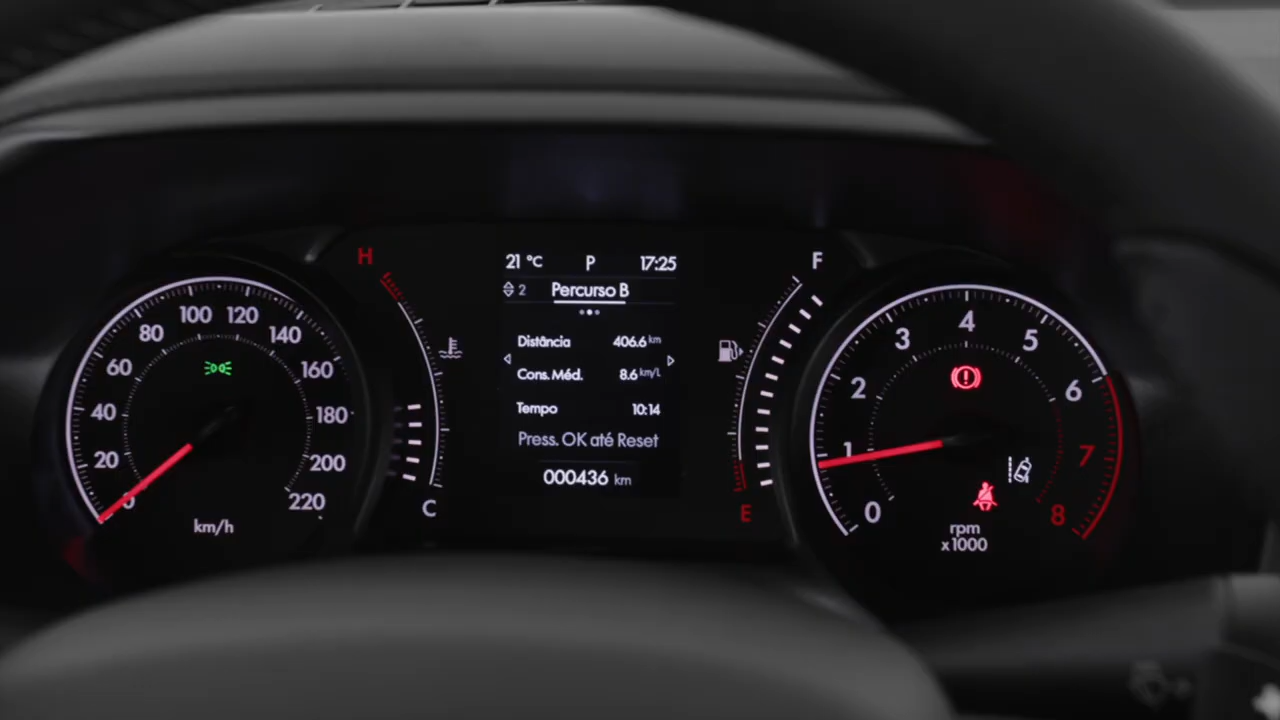 H
21 °C P 17:25
F
2 Percurso B
Distância 406.6 km
Cons. Méd. 8.6 km/L
Tempo 10:14
Press. OK até Reset
000436 km
C
E
0
20
40
60
80
100
120
140
160
180
200
220
km/h
0
1
2
3
4
5
6
7
8
rpm
x1000